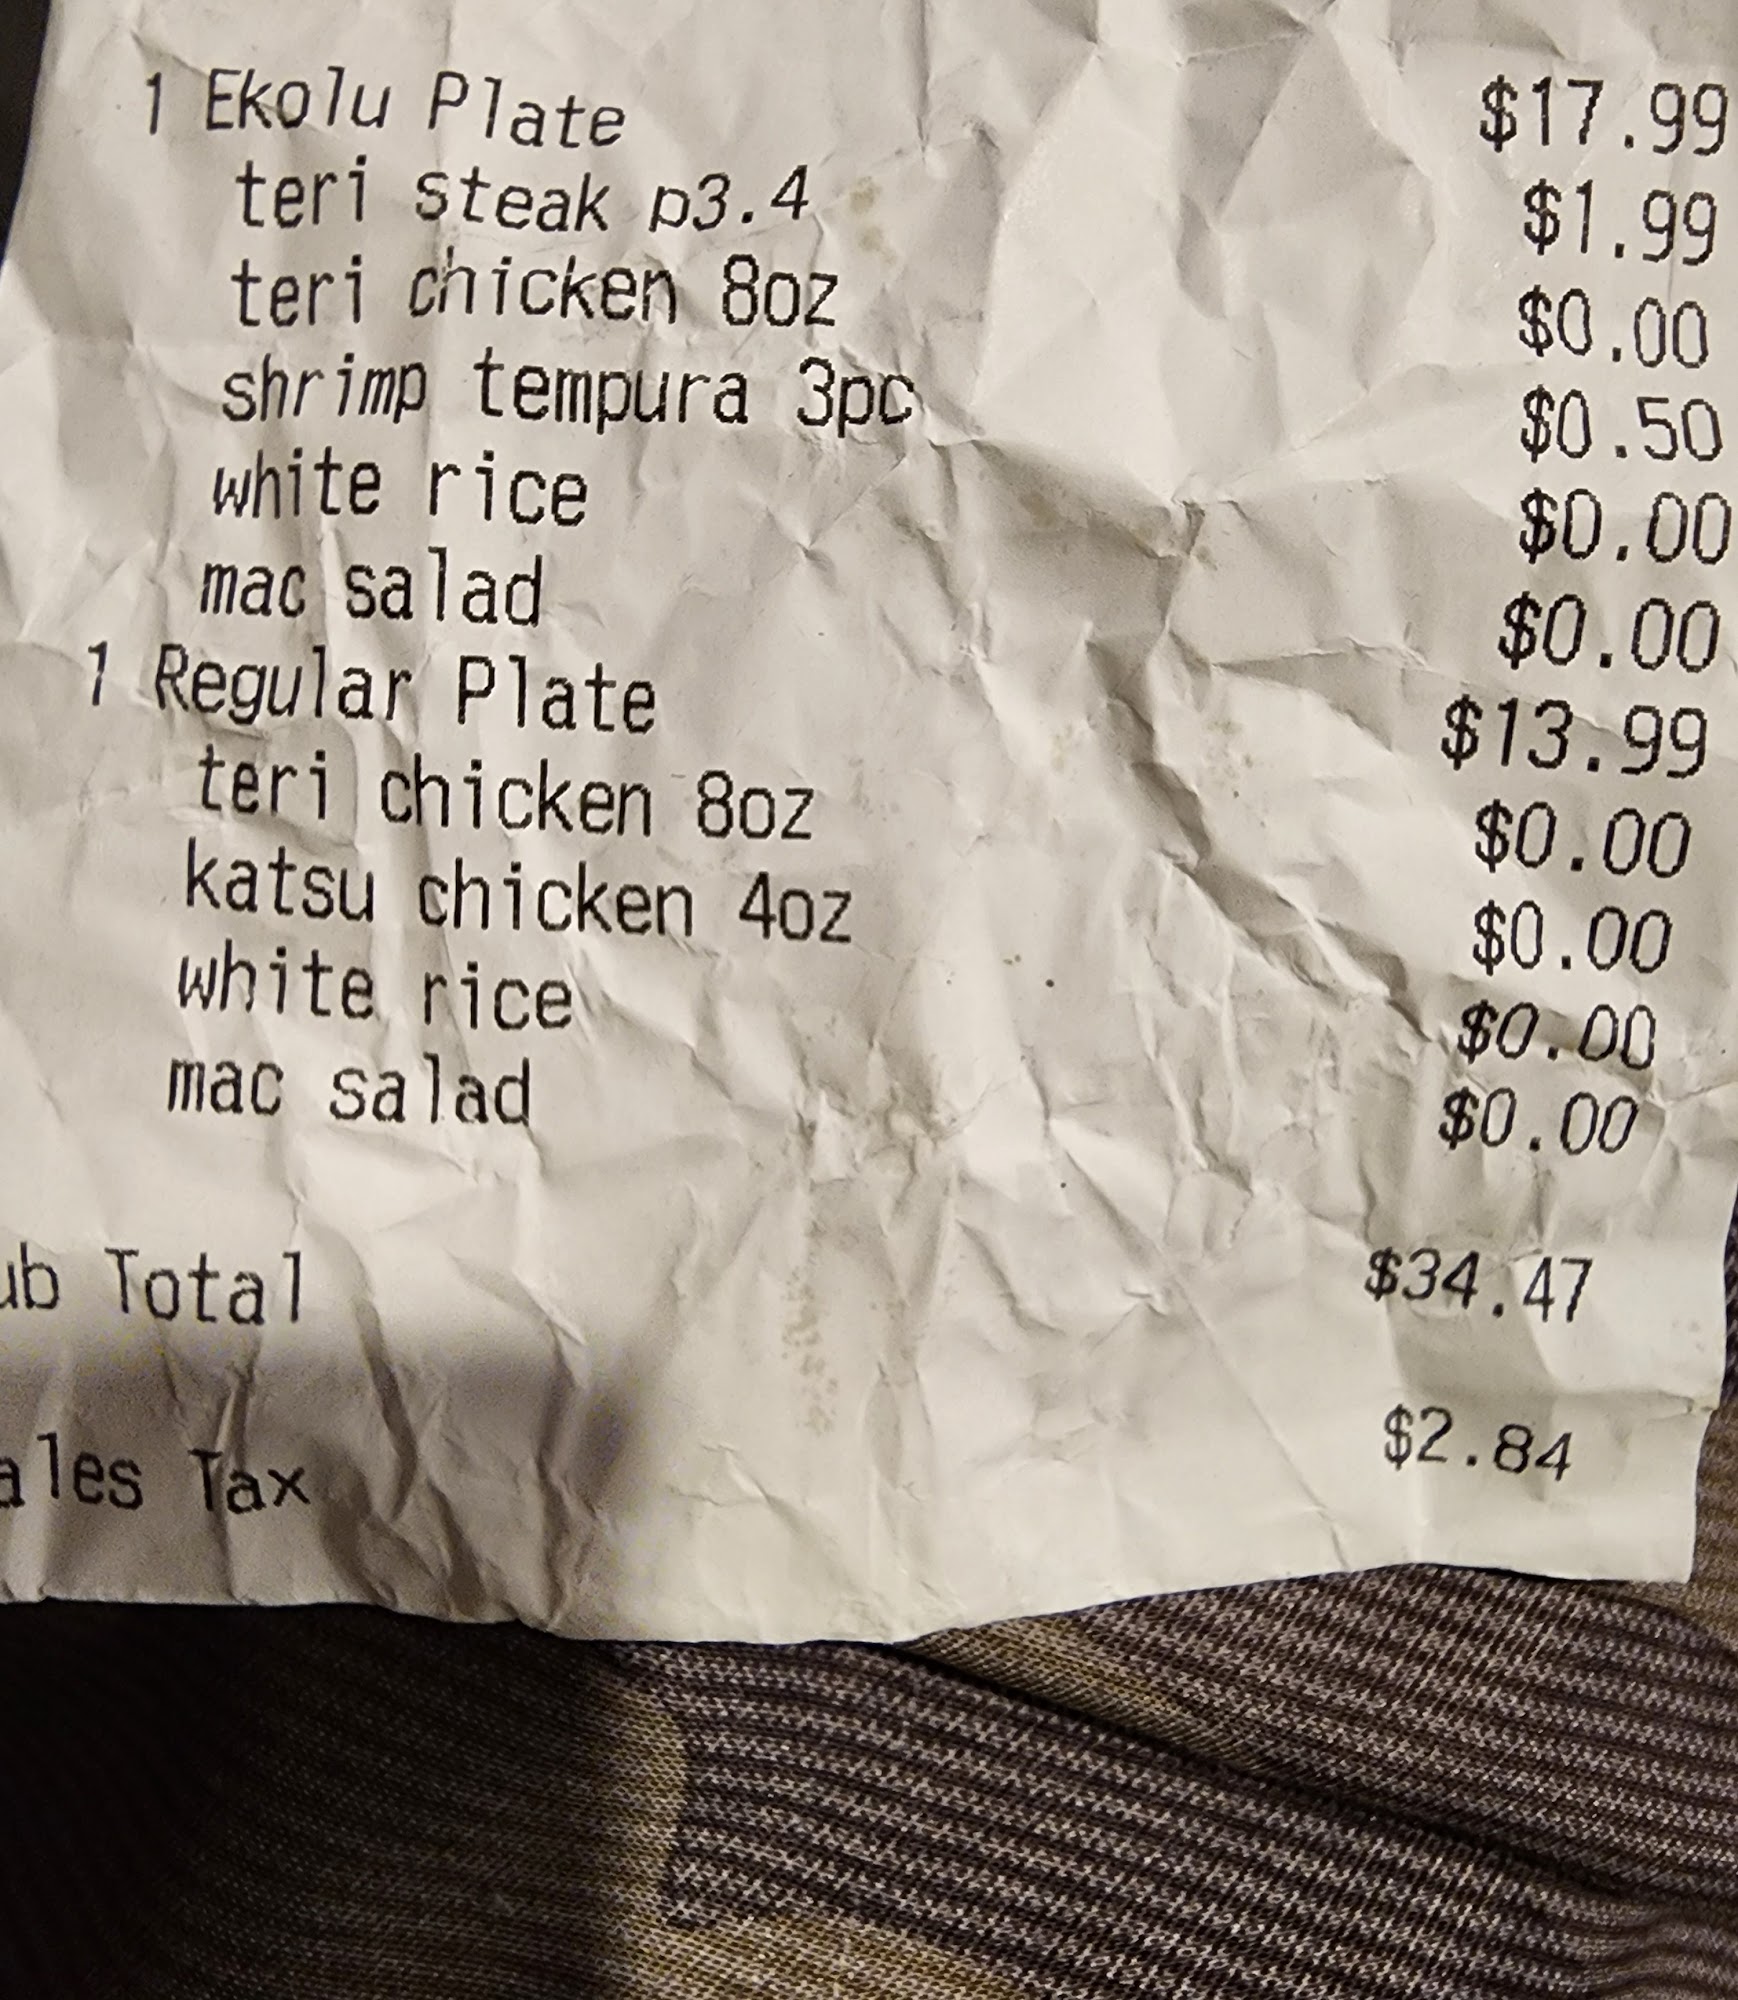 1 Ekolu Plate $17.99
teri steak p3.4 $1.99
teri chicken 8oz $0.00
shrimp tempura 3pc $0.50
white rice $0.00
mac salad $0.00
1 Regular Plate $13.99
teri chicken 8oz $0.00
katsu chicken 4oz $0.00
white rice $0.00
mac salad $0.00
ub Total $34.47
ales Tax $2.84